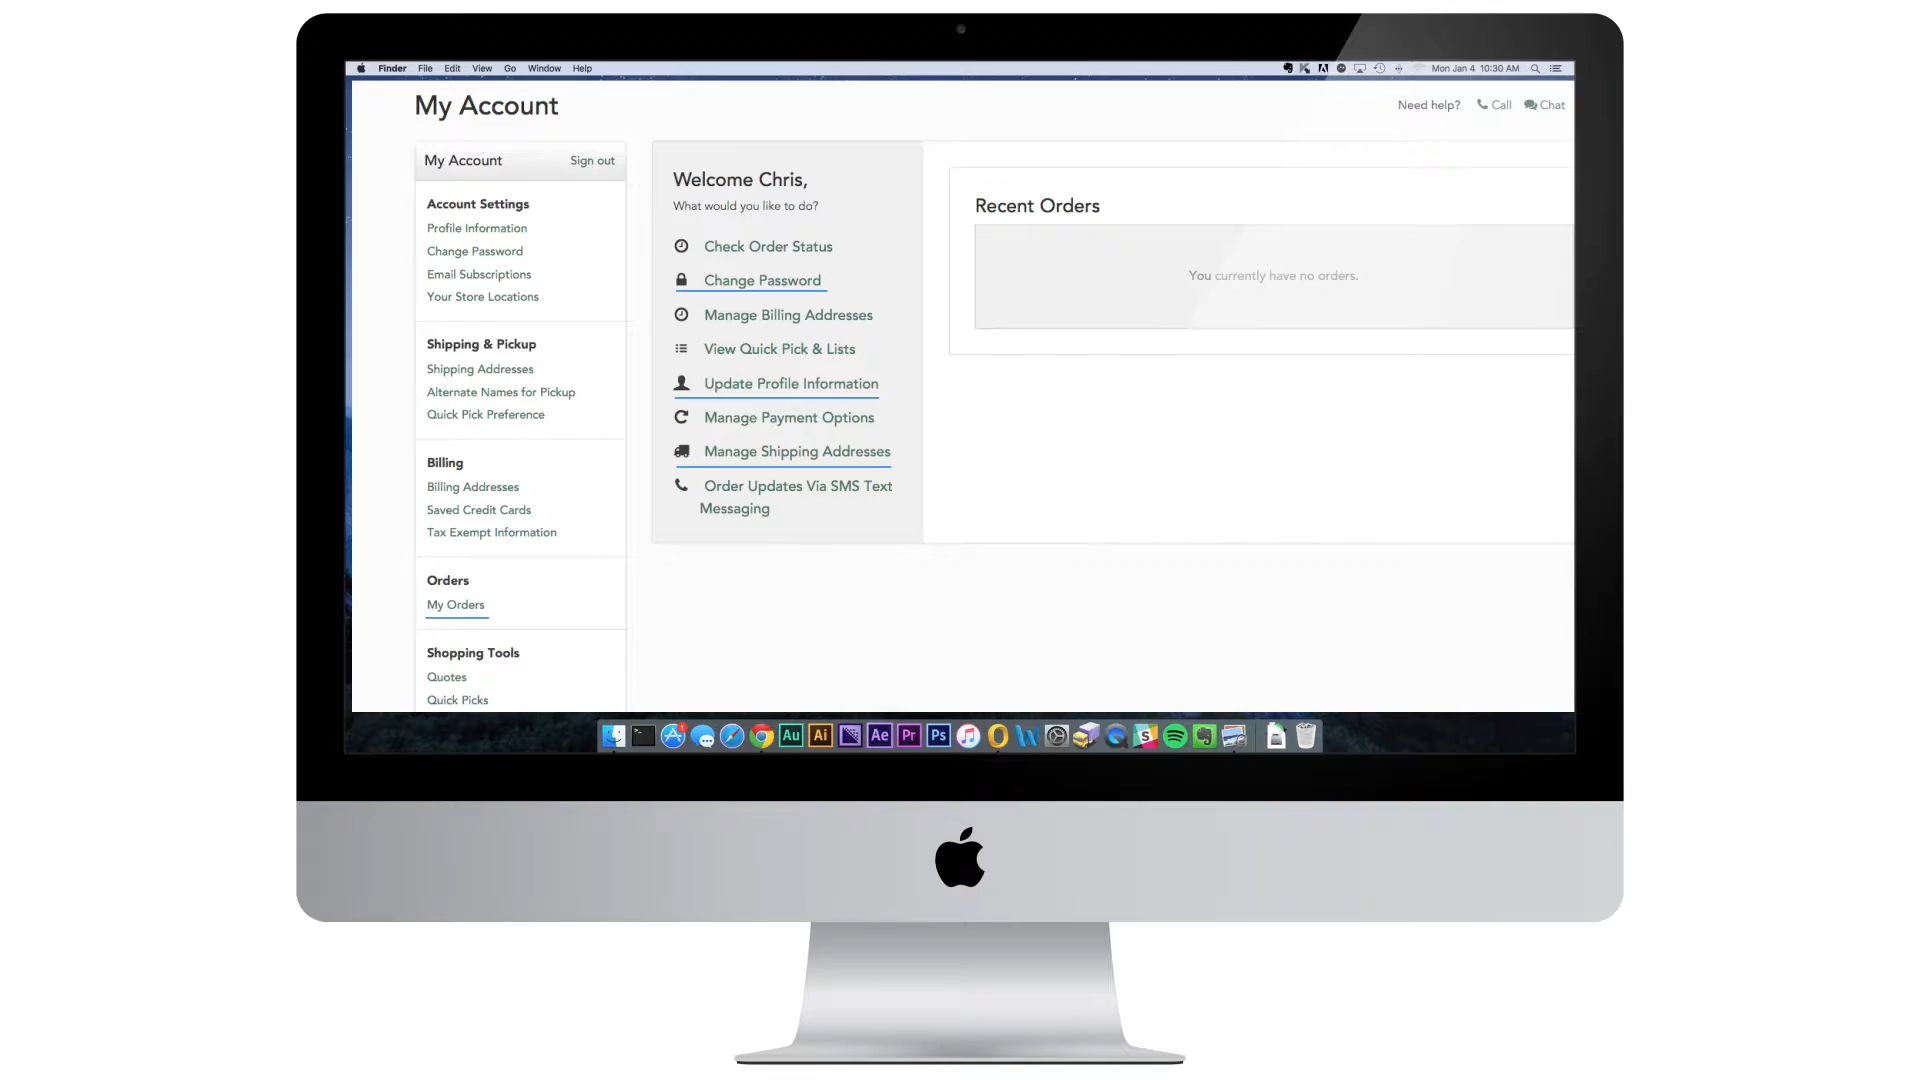 Finder File Edit View Go Window Help
Mon Jan 4 10:30 AM
My Account
Need help? Call Chat
My Account Sign out
Account Settings
Profile Information
Change Password
Email Subscriptions
Your Store Locations
Shipping & Pickup
Shipping Addresses
Alternate Names for Pickup
Quick Pick Preference
Billing
Billing Addresses
Saved Credit Cards
Tax Exempt Information
Orders
My Orders
Shopping Tools
Quotes
Quick Picks
Welcome Chris,
What would you like to do?
Check Order Status
Change Password
Manage Billing Addresses
View Quick Pick & Lists
Update Profile Information
Manage Payment Options
Manage Shipping Addresses
Order Updates Via SMS Text
Messaging
Recent Orders
You currently have no orders.
Au Ai Ae Pr Ps